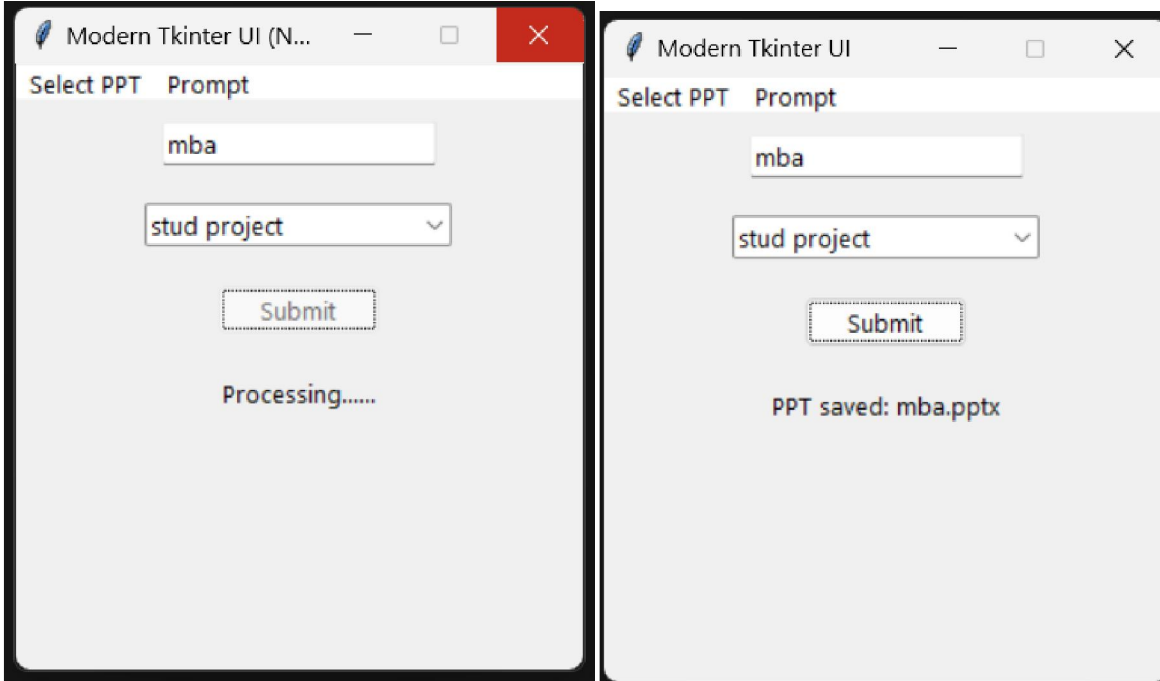 Modern Tkinter UI (N...
Select PPT Prompt
mba
stud project
Submit
Processing......
Modern Tkinter UI
Select PPT Prompt
mba
stud project
Submit
PPT saved: mba.pptx